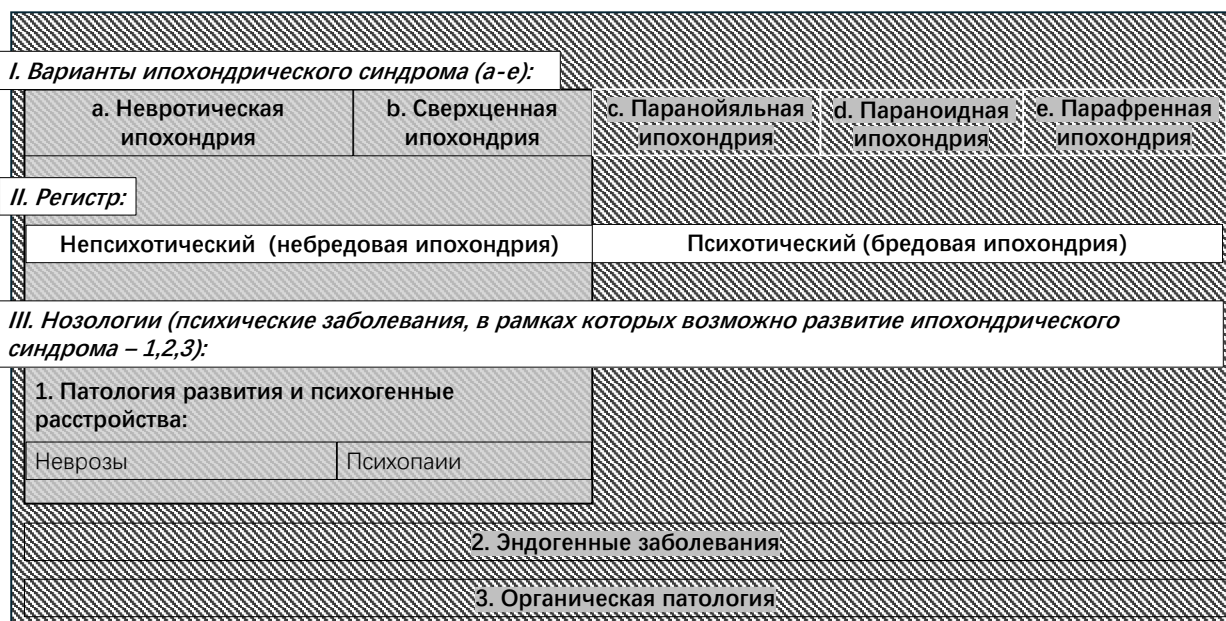 I. Варианты ипохондрического синдрома (a-e):
a. Невротическая
ипохондрия
b. Сверхценная
ипохондрия
c. Паранойяльная
ипохондрия
d. Параноидная
ипохондрия
e. Парафренная
ипохондрия
II. Регистр:
Непсихотический (небредовая ипохондрия)
Психотический (бредовая ипохондрия)
III. Нозологии (психические заболевания, в рамках которых возможно развитие ипохондрического
синдрома – 1,2,3):
1. Патология развития и психогенные
расстройства:
Неврозы
Психопаии
2. Эндогенные заболевания
3. Органическая патология